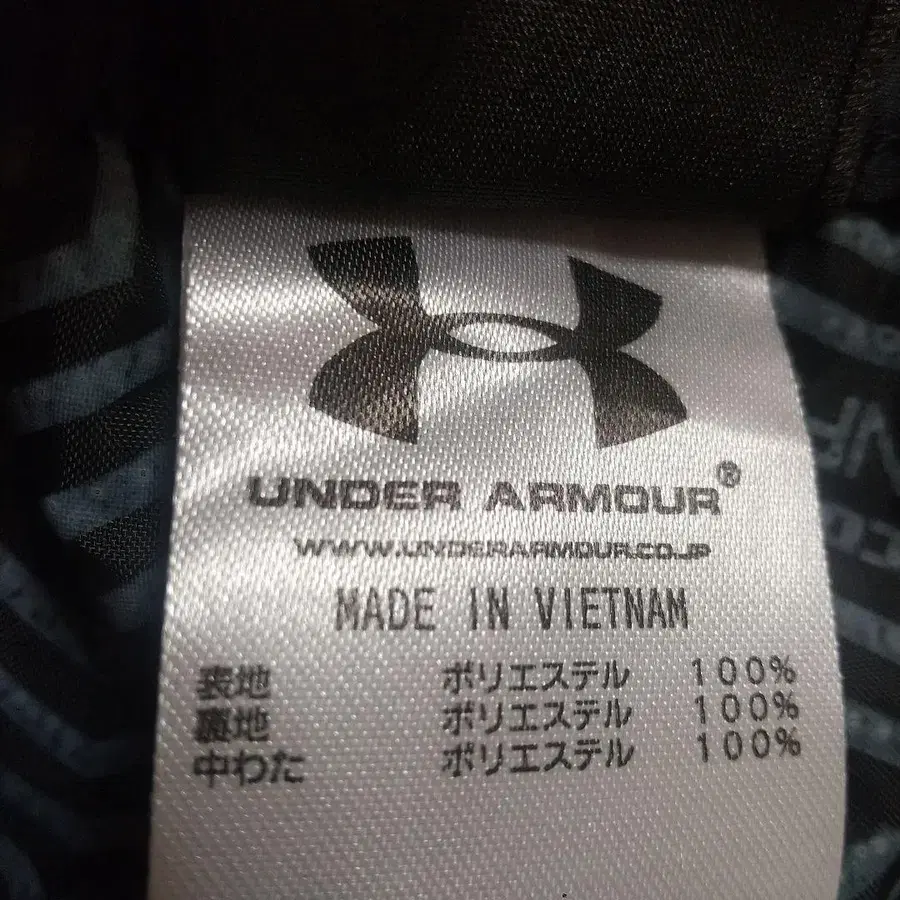 UNDER ARMOUR®
WWW.UNDERARMOUR.CO.JP
MADE IN VIETNAM
表地 ポリエステル 100%
裏地 ポリエステル 100%
中わた ポリエステル 100%